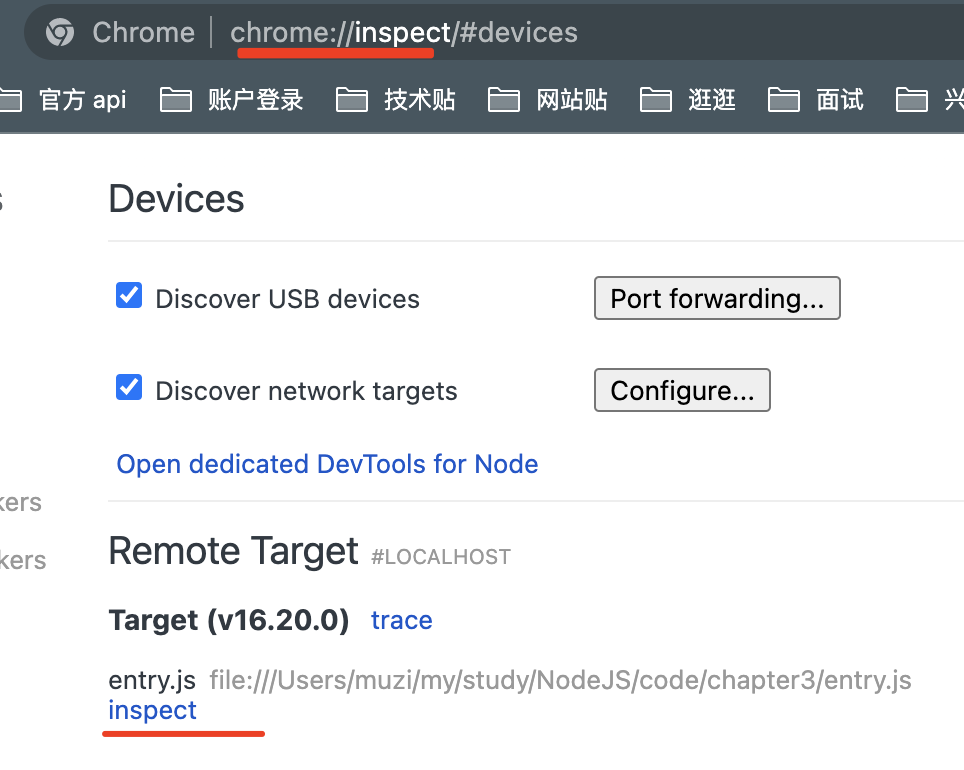 Chrome | chrome://inspect/#devices
官方 api 账户登录 技术贴 网站贴 逛逛 面试 兴
s
Devices
Discover USB devices Port forwarding...
Discover network targets Configure...
Open dedicated DevTools for Node
kers
Remote Target #LOCALHOST
kers
Target (v16.20.0) trace
entry.js file:///Users/muzi/my/study/NodeJS/code/chapter3/entry.js
inspect